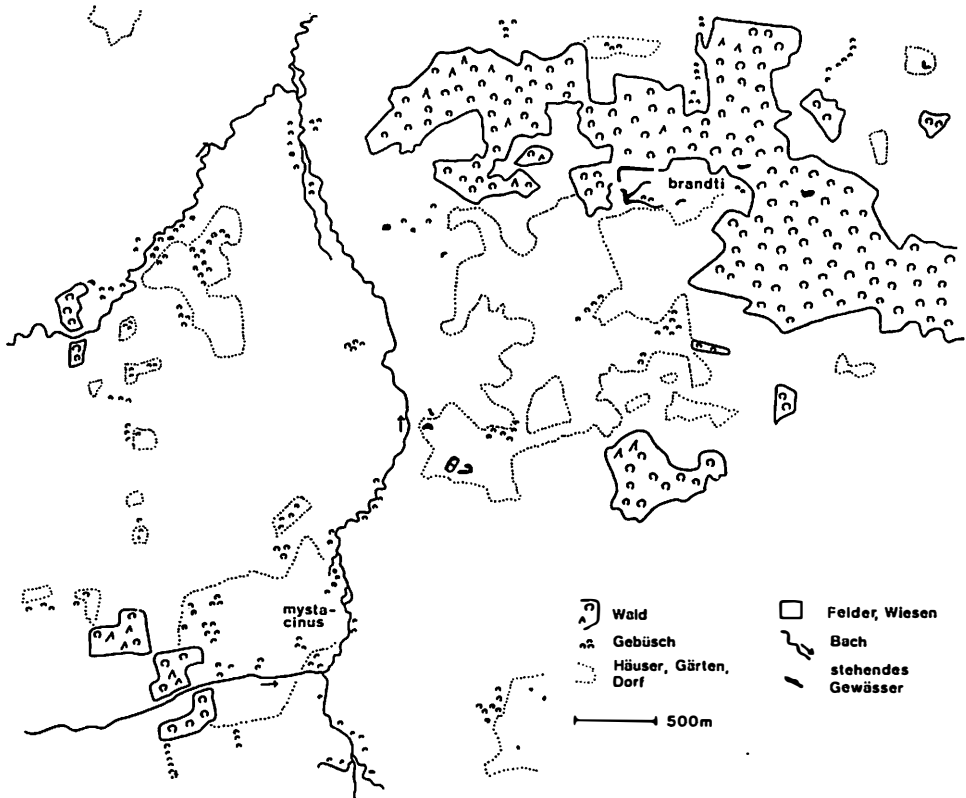 brandti
mysta-
cinus
Wald
Gebüsch
Häuser, Gärten,
Dorf
500m
Felder, Wiesen
Bach
stehendes
Gewässer